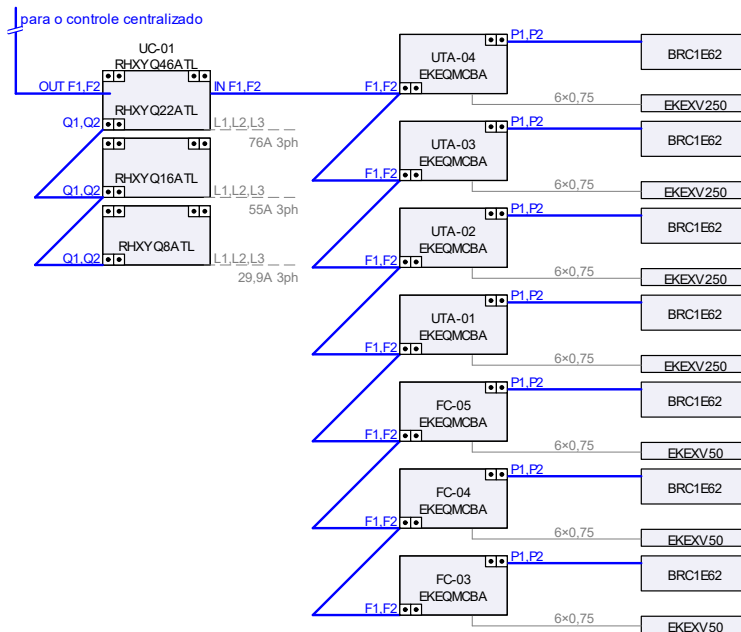 para o controle centralizado
UC-01
RHXYQ46ATL
OUT F1,F2
IN F1,F2
RHXYQ22ATL
Q1,Q2
L1,L2,L3
76A 3ph
RHXYQ16ATL
Q1,Q2
L1,L2,L3
55A 3ph
RHXYQ8ATL
Q1,Q2
L1,L2,L3
29,9A 3ph
P1,P2
UTA-04
EKEQMCBA
BRC1E62
F1,F2
6×0,75
EKEXV250
P1,P2
UTA-03
EKEQMCBA
BRC1E62
F1,F2
6×0,75
EKEXV250
P1,P2
UTA-02
EKEQMCBA
BRC1E62
F1,F2
6×0,75
EKEXV250
P1,P2
UTA-01
EKEQMCBA
BRC1E62
F1,F2
6×0,75
EKEXV250
P1,P2
FC-05
EKEQMCBA
BRC1E62
F1,F2
6×0,75
EKEXV50
P1,P2
FC-04
EKEQMCBA
BRC1E62
F1,F2
6×0,75
EKEXV50
P1,P2
FC-03
EKEQMCBA
BRC1E62
F1,F2
6×0,75
EKEXV50